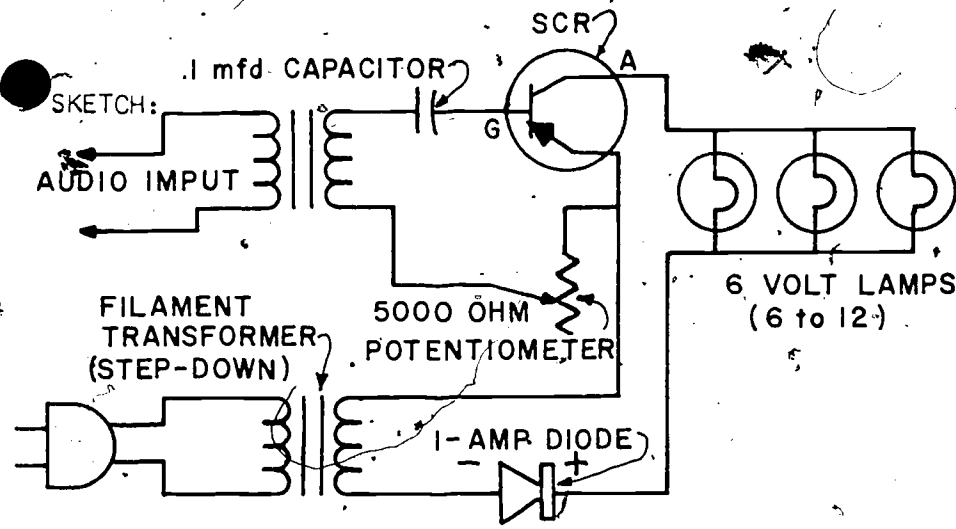 SCR
A
.1 mfd CAPACITOR
SKETCH:
G
AUDIO IMPUT
6 VOLT LAMPS
(6 to 12)
5000 OHM
POTENTIOMETER
FILAMENT
TRANSFORMER
(STEP-DOWN)
1-AMP DIODE
- +